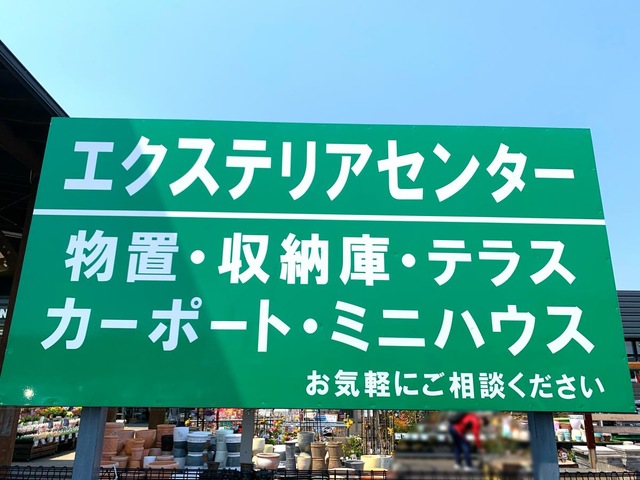 エクステリアセンター
物置・収納庫・テラス
カーポート・ミニハウス
お気軽にご相談ください